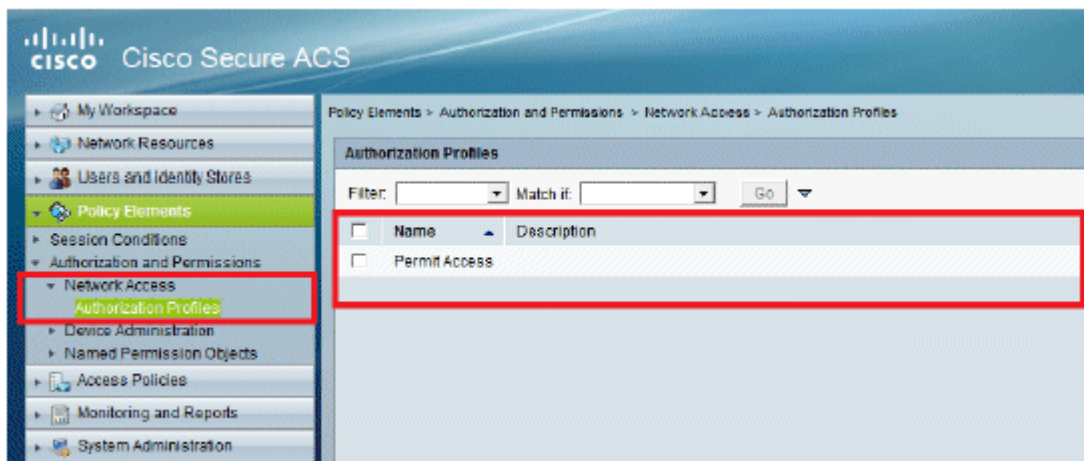 CISCO Cisco Secure ACS
My Workspace
Network Resources
Users and Identity Stores
Policy Elements
Session Conditions
Authorization and Permissions
Network Access
Authorization Profiles
Device Administration
Named Permission Objects
Access Policies
Monitoring and Reports
System Administration
Policy Elements > Authorization and Permissions > Network Access > Authorization Profiles
Authorization Profiles
Filter: Match if: Go
Name Description
Permit Access